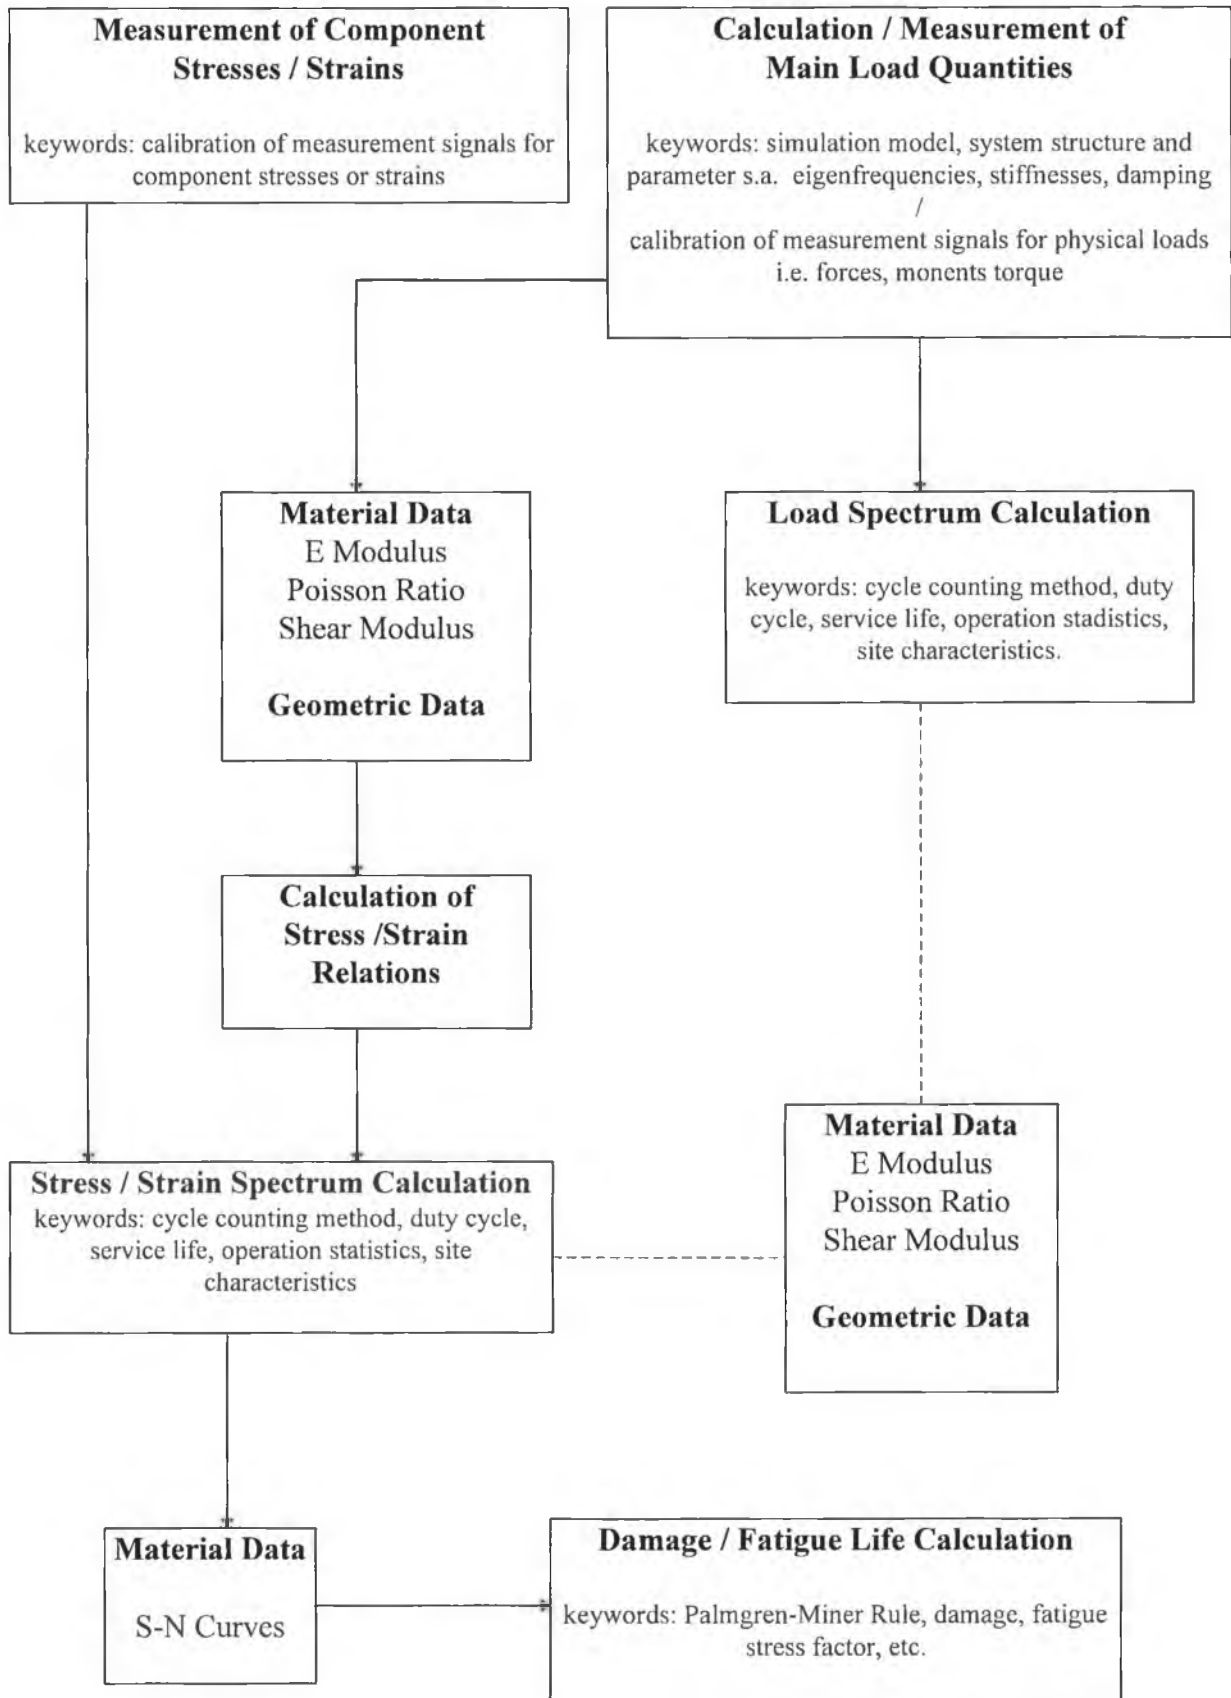 Measurement of Component
Stresses / Strains
keywords: calibration of measurement signals for
component stresses or strains
Calculation / Measurement of
Main Load Quantities
keywords: simulation model, system structure and
parameter s.a. eigenfrequencies, stiffnesses, damping
/
calibration of measurement signals for physical loads
i.e. forces, monents torque
Material Data
E Modulus
Poisson Ratio
Shear Modulus
Geometric Data
Load Spectrum Calculation
keywords: cycle counting method, duty
cycle, service life, operation stadistics,
site characteristics.
Calculation of
Stress /Strain
Relations
Material Data
E Modulus
Poisson Ratio
Shear Modulus
Geometric Data
Stress / Strain Spectrum Calculation
keywords: cycle counting method, duty cycle,
service life, operation statistics, site
characteristics
Material Data
S-N Curves
Damage / Fatigue Life Calculation
keywords: Palmgren-Miner Rule, damage, fatigue
stress factor, etc.